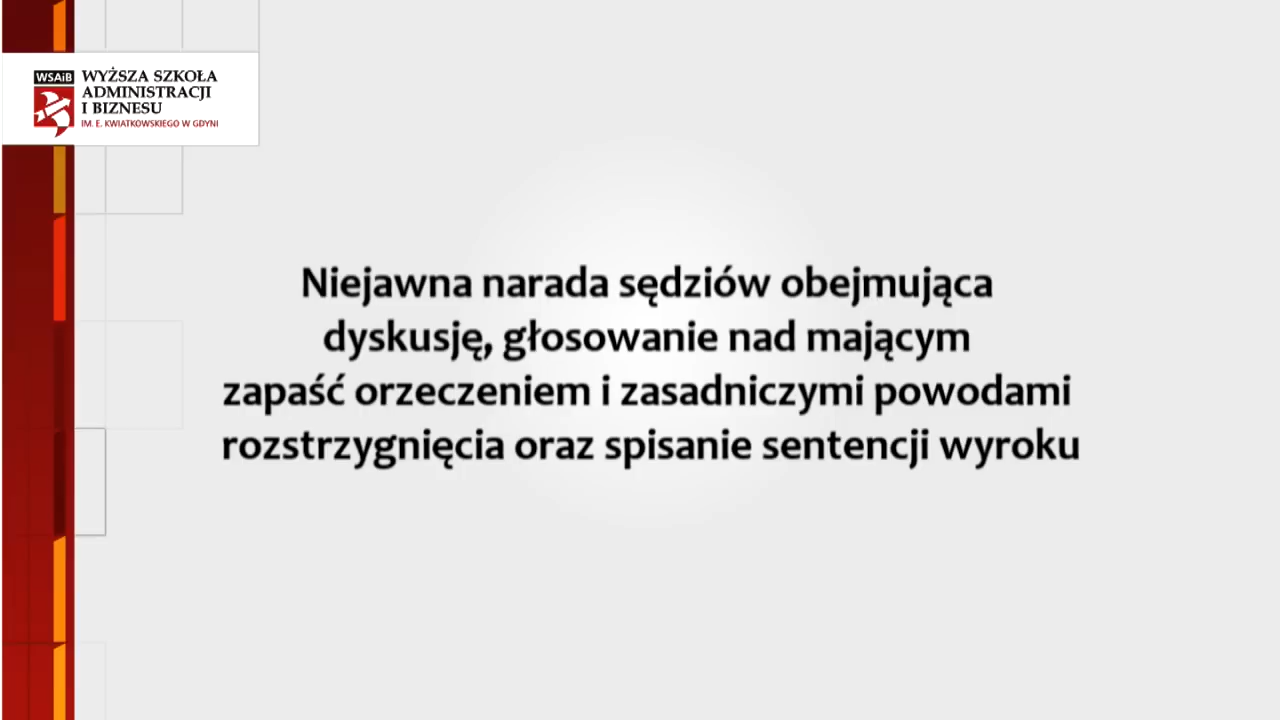 WSAiB
WYŻSZA SZKOŁA
ADMINISTRACJI
I BIZNESU
IM. E. KWIATKOWSKIEGO W GDYNI
Niejawna narada sędziów obejmująca
dyskusję, głosowanie nad mającym
zapaść orzeczeniem i zasadniczymi powodami
rozstrzygnięcia oraz spisanie sentencji wyroku